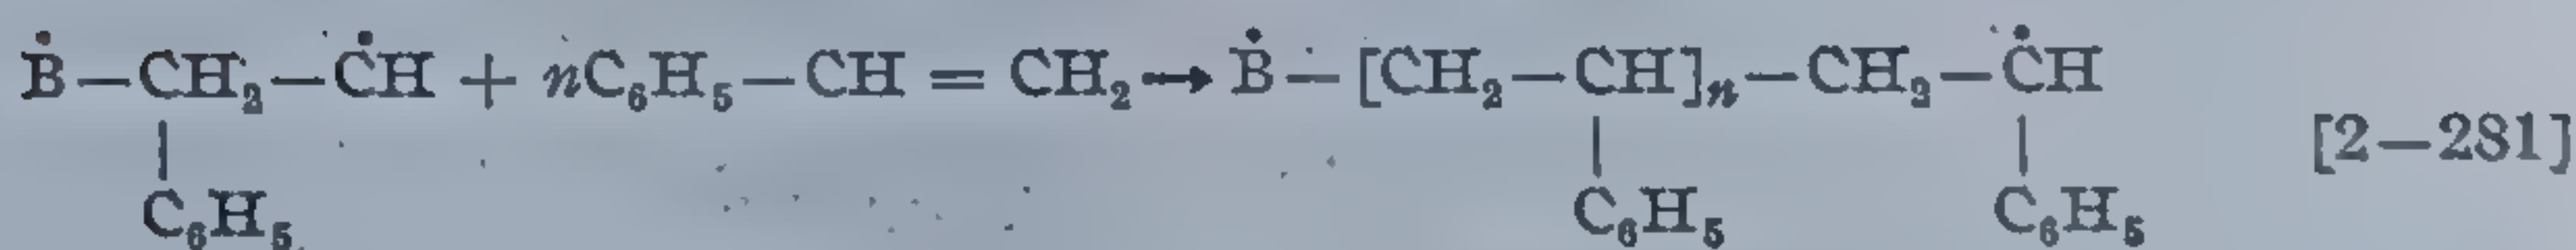 Ḃ—CH₂—ĊH + nC₆H₅—CH = CH₂→Ḃ—[CH₂—CH]ₙ—CH₂—ĊH
[2—281]
C₆H₅ C₆H₅ C₆H₅